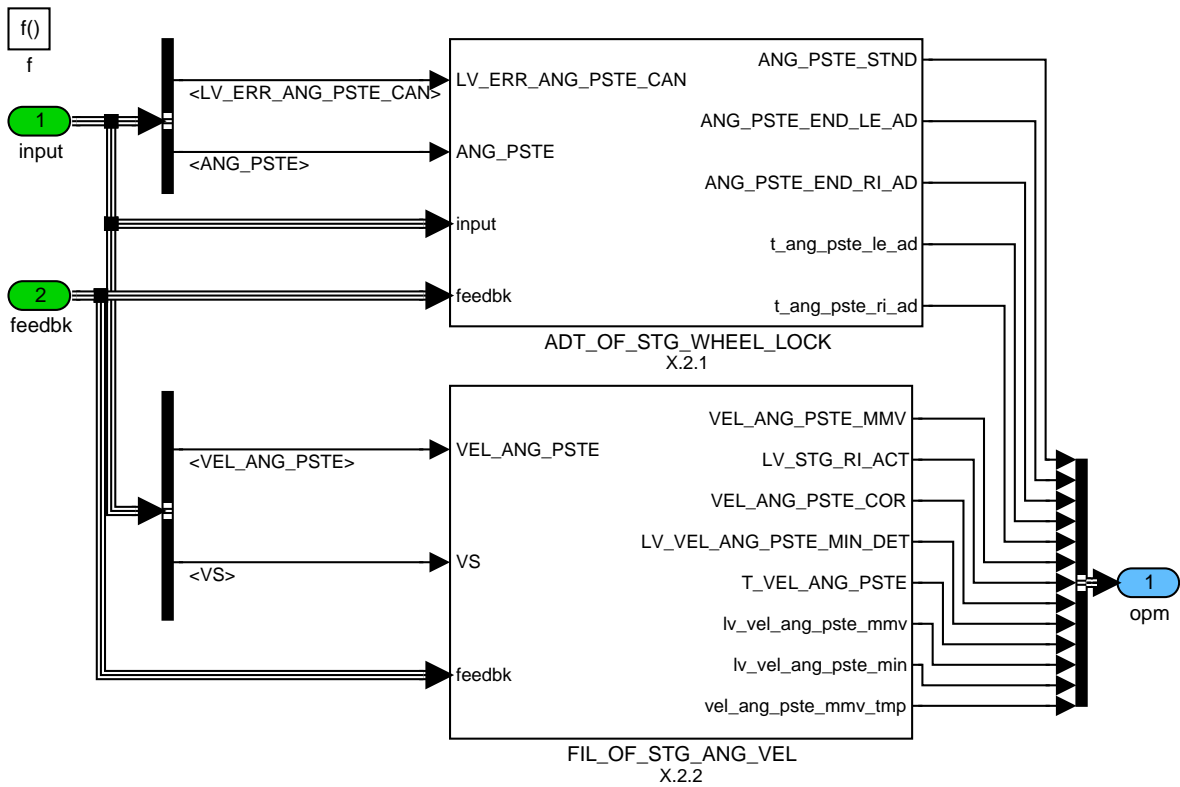 f()
f
1
input
2
feedbk
<LV_ERR_ANG_PSTE_CAN>
<ANG_PSTE>
LV_ERR_ANG_PSTE_CAN
ANG_PSTE
input
feedbk
ANG_PSTE_STND
ANG_PSTE_END_LE_AD
ANG_PSTE_END_RI_AD
t_ang_pste_le_ad
t_ang_pste_ri_ad
ADT_OF_STG_WHEEL_LOCK
X.2.1
<VEL_ANG_PSTE>
<VS>
VEL_ANG_PSTE
VS
feedbk
VEL_ANG_PSTE_MMV
LV_STG_RI_ACT
VEL_ANG_PSTE_COR
LV_VEL_ANG_PSTE_MIN_DET
T_VEL_ANG_PSTE
lv_vel_ang_pste_mmv
lv_vel_ang_pste_min
vel_ang_pste_mmv_tmp
FIL_OF_STG_ANG_VEL
X.2.2
1
opm